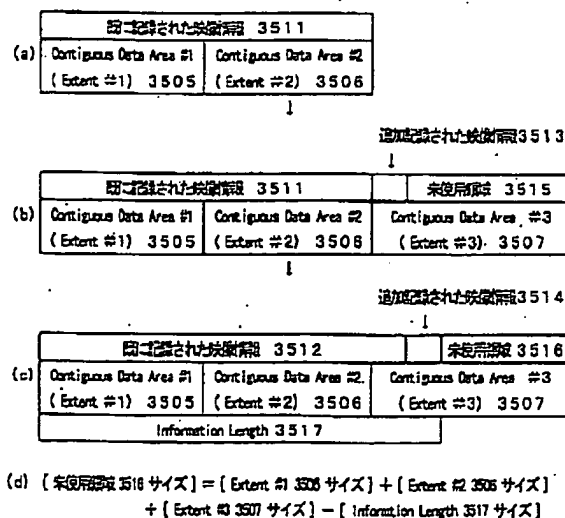 既に記録された映像情報 3511
(a) Contiguous Data Area #1 Contiguous Data Area #2
(Extent #1) 3505 (Extent #2) 3506
↓
追加記録された映像情報3513
↓
既に記録された映像情報 3511 未使用領域 3515
(b) Contiguous Data Area #1 Contiguous Data Area #2 Contiguous Data Area #3
(Extent #1) 3505 (Extent #2) 3506 (Extent #3) 3507
↓
追加記録された映像情報3514
↓
既に記録された映像情報 3512 未使用領域 3516
(c) Contiguous Data Area #1 Contiguous Data Area #2 Contiguous Data Area #3
(Extent #1) 3505 (Extent #2) 3506 (Extent #3) 3507
Information Length 3517
(d) [未使用領域 3516 サイズ] = [Extent #1 3505 サイズ] + [Extent #2 3506 サイズ]
+ [Extent #3 3507 サイズ] - [Information Length 3517 サイズ]